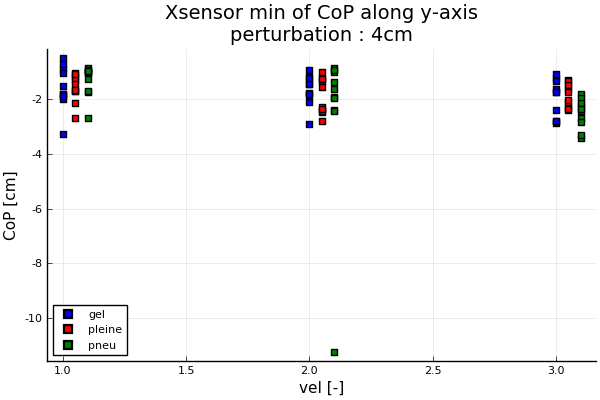 Xsensor min of CoP along y-axis
perturbation : 4cm
CoP [cm]
-2
-4
-6
-8
-10
gel
pleine
pneu
1.0
1.5
2.0
2.5
3.0
vel [-]